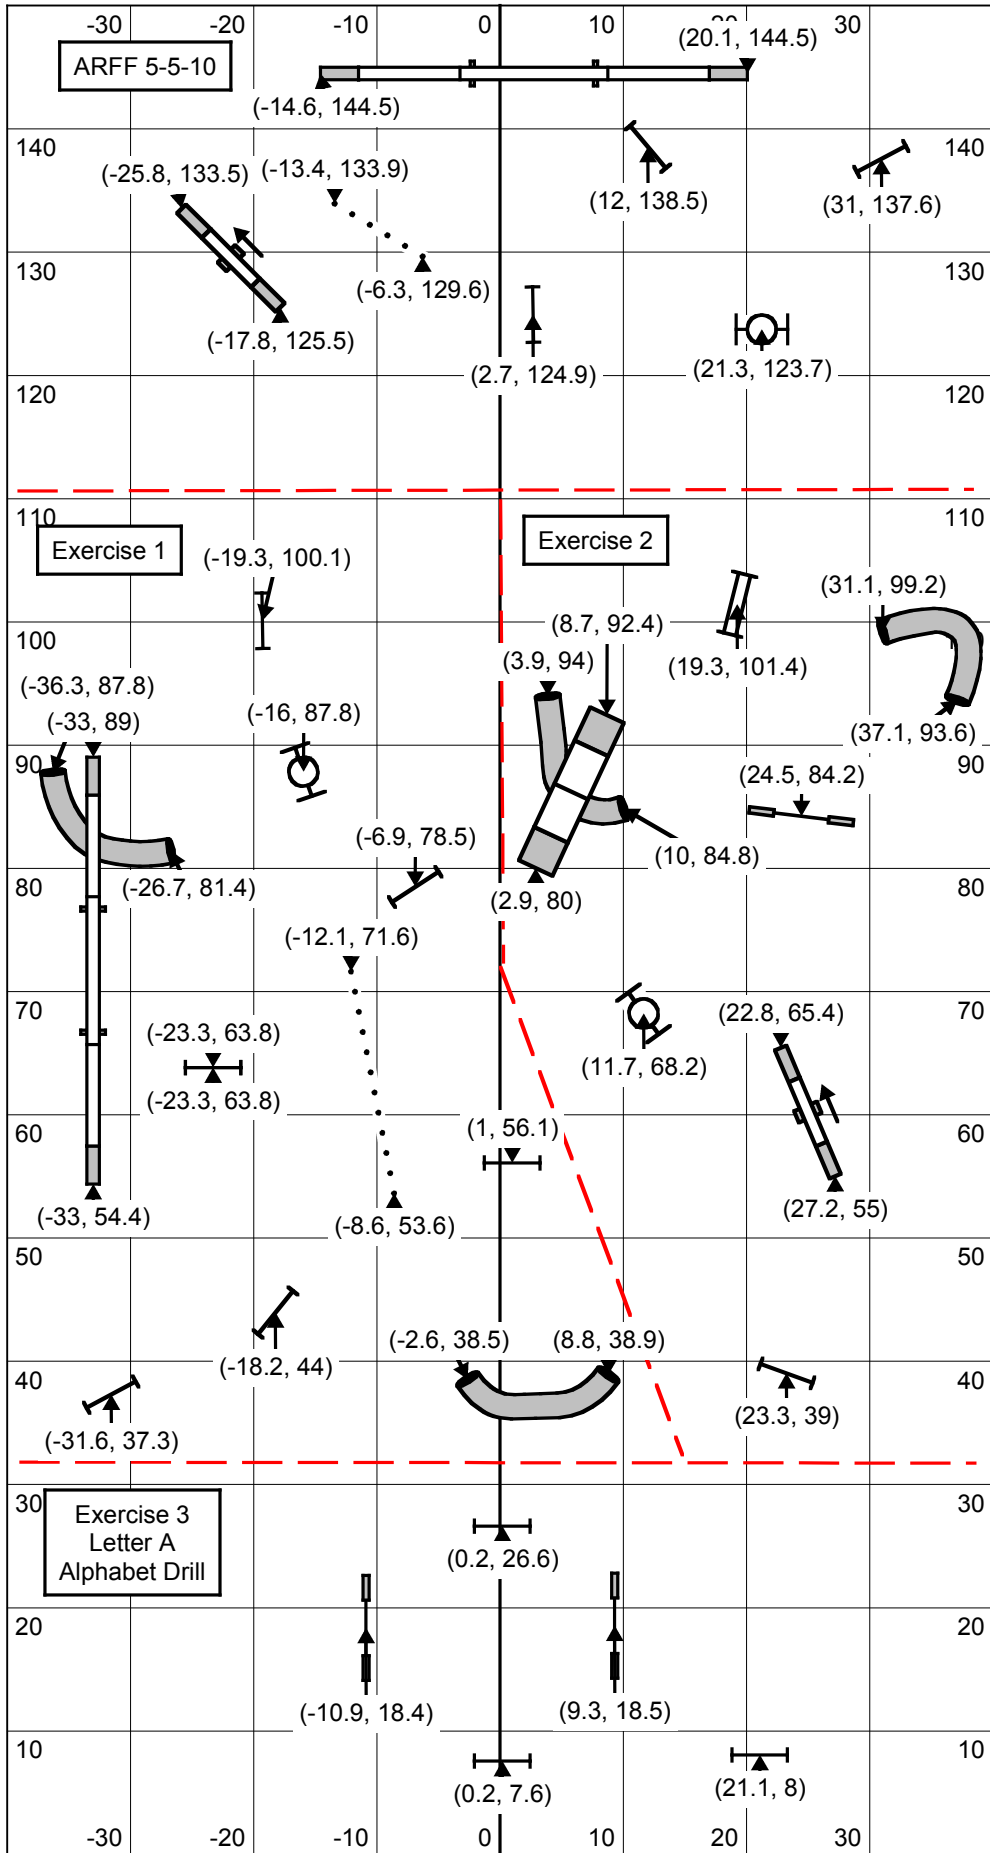 -30 -20 -10 0 10 20 30
(20.1, 144.5)
ARFF 5-5-10
(-14.6, 144.5)
140 140
(-25.8, 133.5) (-13.4, 133.9)
(12, 138.5) (31, 137.6)
130 130
(-6.3, 129.6)
(-17.8, 125.5)
(2.7, 124.9) (21.3, 123.7)
120 120
110 110
Exercise 1
Exercise 2
(-19.3, 100.1)
(31.1, 99.2)
100 100
(8.7, 92.4)
(3.9, 94) (19.3, 101.4)
(-36.3, 87.8)
(-33, 89) (-16, 87.8)
(37.1, 93.6)
90 90
(24.5, 84.2)
(-6.9, 78.5)
(10, 84.8)
80 80
(-26.7, 81.4)
(2.9, 80)
(-12.1, 71.6)
70 70
(22.8, 65.4)
(-23.3, 63.8)
(11.7, 68.2)
(-23.3, 63.8)
60 60
(1, 56.1)
(-33, 54.4)
(-8.6, 53.6)
(27.2, 55)
50 50
(-2.6, 38.5) (8.8, 38.9)
(-18.2, 44)
40 40
(23.3, 39)
(-31.6, 37.3)
30 30
Exercise 3
Letter A
Alphabet Drill
(0.2, 26.6)
20 20
(-10.9, 18.4) (9.3, 18.5)
10 10
(0.2, 7.6) (21.1, 8)
-30 -20 -10 0 10 20 30